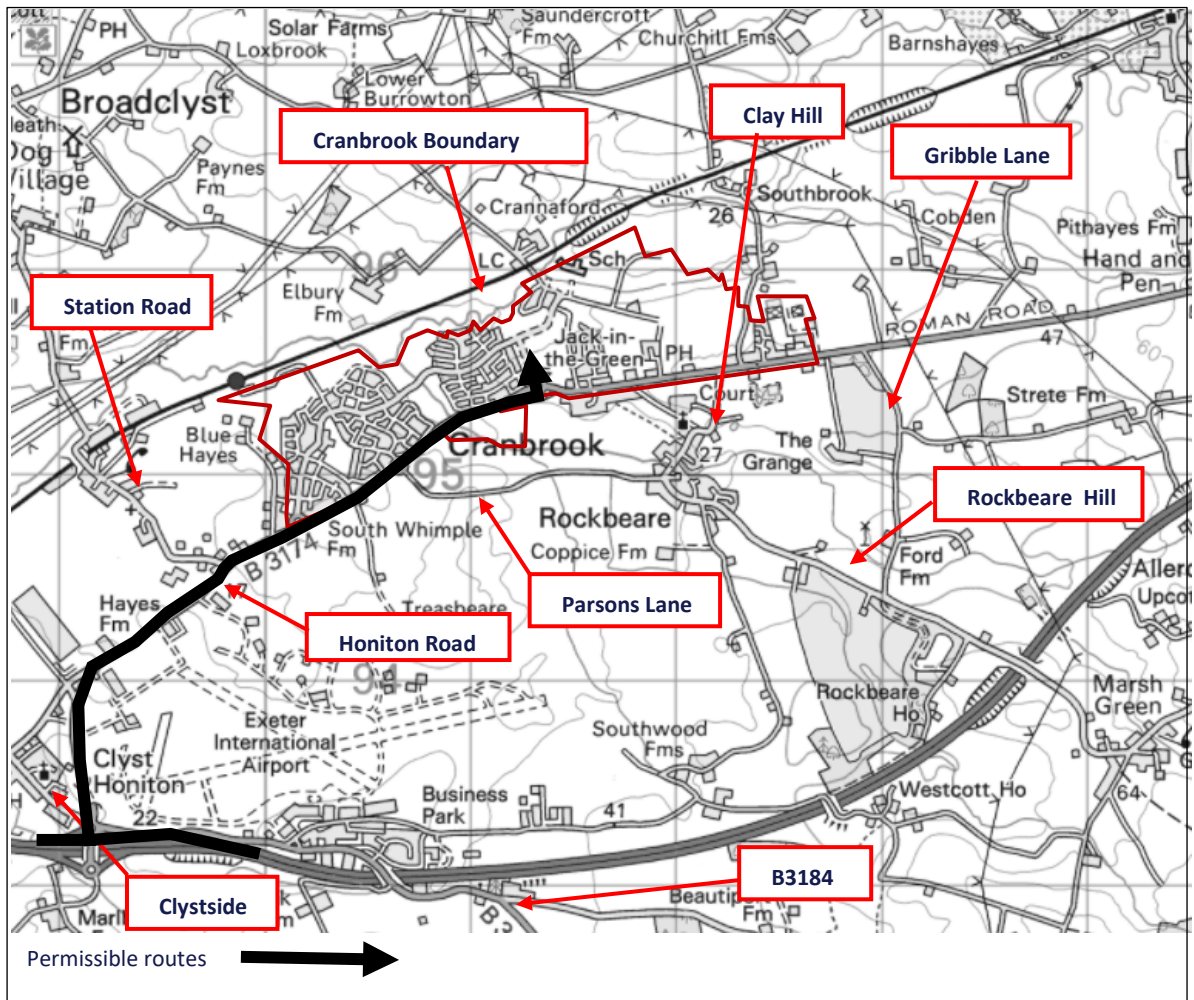 PH
Solar Farms
Loxbrook
Saundercroft
Fm
Churchill Fms
Barnshayes
Lower
Burrowton
Broadclyst
Dog
Village
Paynes
Fm
Cranbrook Boundary
Clay Hill
Gribble Lane
Southbrook
Crannaford
26
Cobden
Pithayes Fm
Hand and
Pen
LC
Sch
Elbury
Fm
Station Road
Fm
ROMAN ROAD
47
60
Jack-in-
the-Green
PH
Court
Strete Fm
Blue
Hayes
Cranbrook
95
27
The
Grange
Rockbeare Hill
Rockbeare
South Whimple
Fm
Coppice Fm
B 3174
Ford
Fm
Hayes
Fm
Treasbeare
Parsons Lane
Honiton Road
94
Exeter
International
Airport
Rockbeare
Ho
Marsh
Green
Southwood
Fms
Clyst
Honiton
22
Business
Park
41
Westcott Ho
64
Clystside
B3184
Fm
Permissible routes